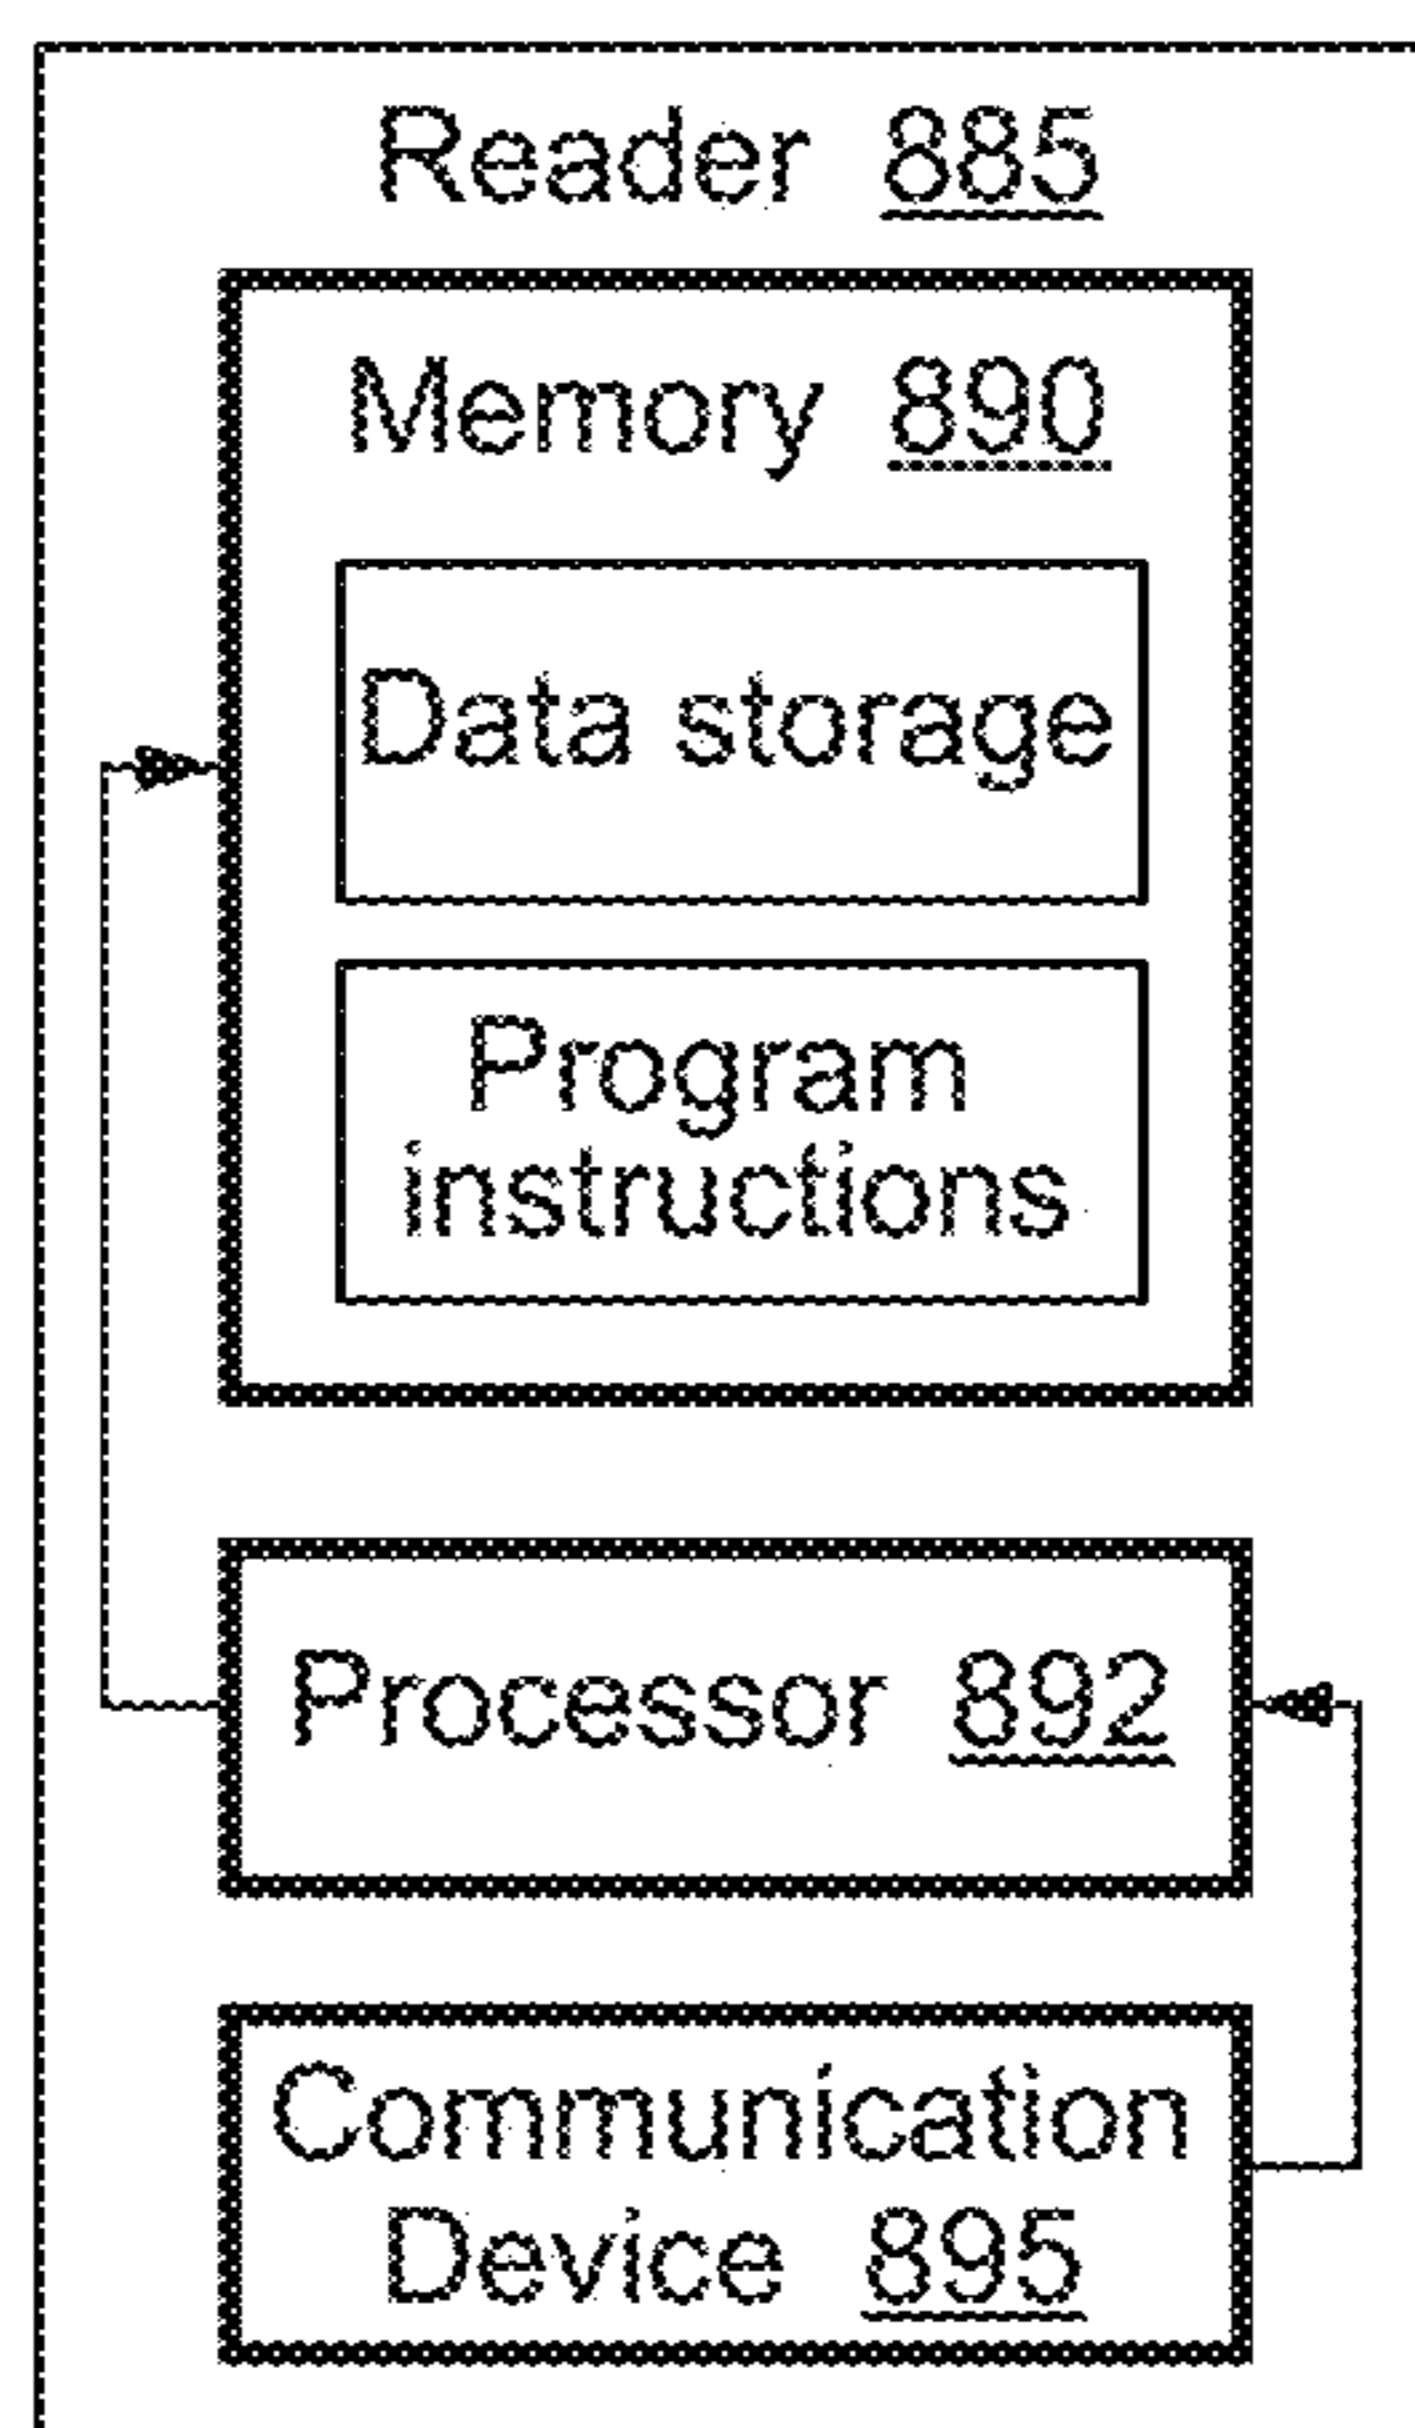 Reader 885
Memory 890
Data storage
Program
instructions
Processor 892
Communication
Device 895